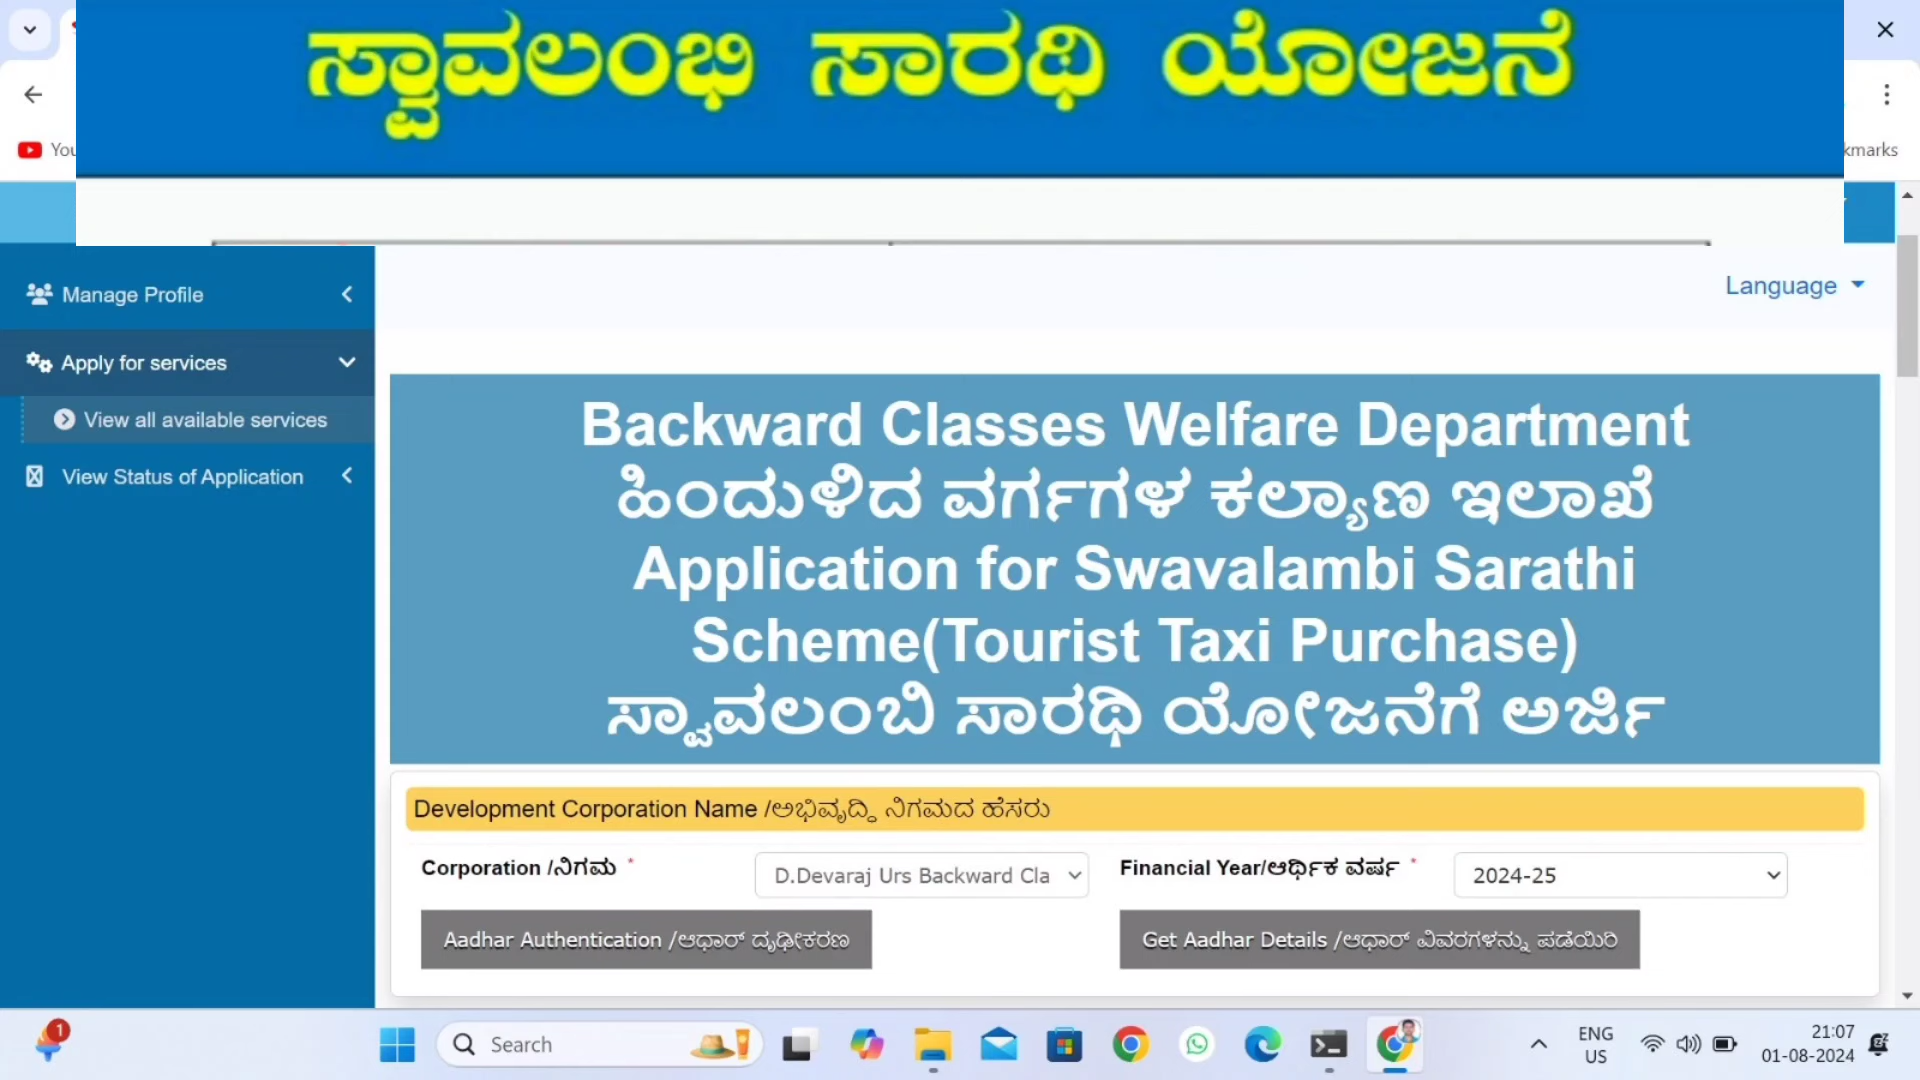 ಸ್ವಾವಲಂಬಿ ಸಾರಥಿ ಯೋಜನೆ
Manage Profile
Language
Apply for services
View all available services
View Status of Application
Backward Classes Welfare Department
ಹಿಂದುಳಿದ ವರ್ಗಗಳ ಕಲ್ಯಾಣ ಇಲಾಖೆ
Application for Swavalambi Sarathi
Scheme(Tourist Taxi Purchase)
ಸ್ವಾವಲಂಬಿ ಸಾರಥಿ ಯೋಜನೆಗೆ ಅರ್ಜಿ
Development Corporation Name /ಅಭಿವೃದ್ಧಿ ನಿಗಮದ ಹೆಸರು
Corporation /ನಿಗಮ * D.Devaraj Urs Backward Cla Financial Year/ಆರ್ಥಿಕ ವರ್ಷ * 2024-25
Aadhar Authentication /ಆಧಾರ್ ದೃಢೀಕರಣ Get Aadhar Details /ಆಧಾರ್ ವಿವರಗಳನ್ನು ಪಡೆಯಿರಿ
1 Search ENG 21:07
US 01-08-2024